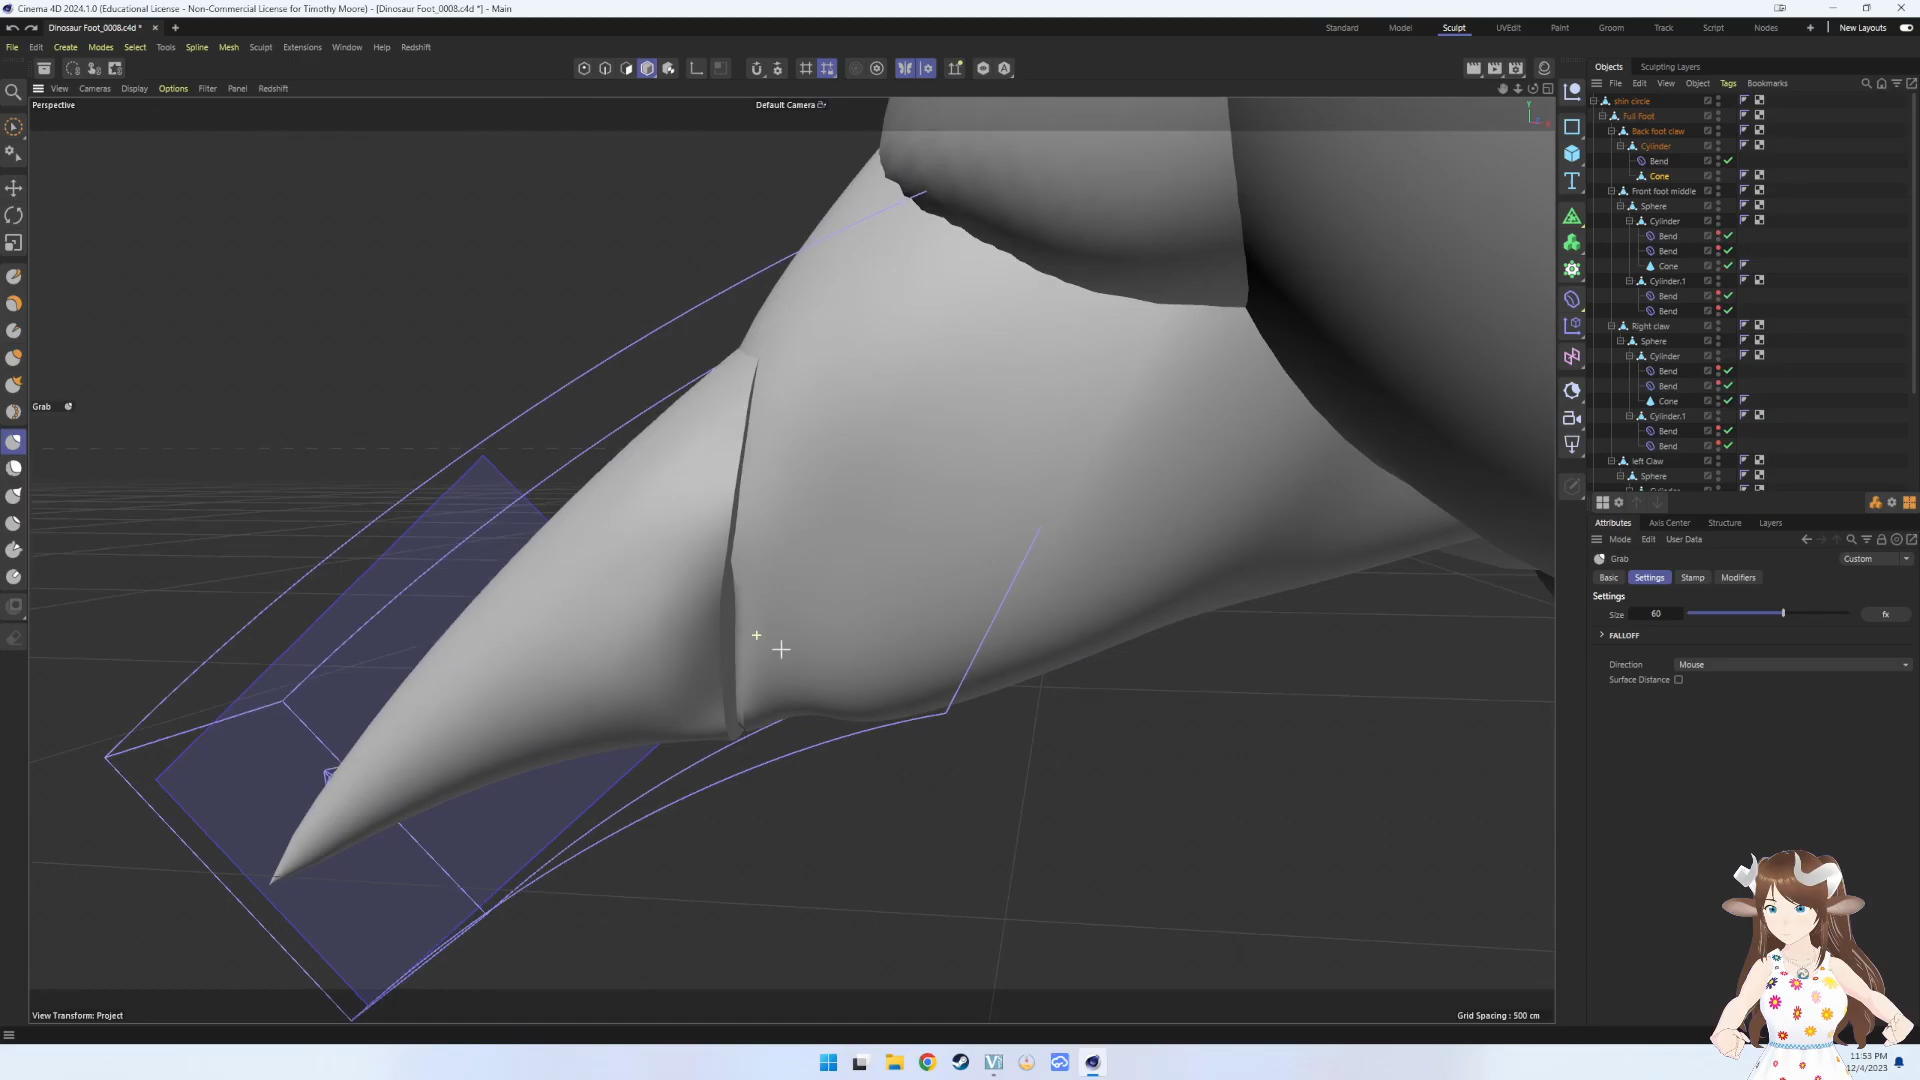 Cinema 4D 2024.1.0 (Educational License - Non-Commercial License for Timothy Moore) - [Dinosaur Foot_0008.c4d *] - Main
Dinosaur Foot_0008.c4d *
Standard Model Sculpt UVEdit Paint Groom Track Script Nodes New Layouts
File Edit Create Modes Select Tools Spline Mesh Sculpt Extensions Window Help Redshift
View Cameras Display Options Filter Panel Redshift
Perspective
Default Camera
Grab
View Transform: Project
Grid Spacing : 500 cm
Objects Sculpting Layers
File Edit View Object Tags Bookmarks
shin circle
Full Foot
Back foot claw
Cylinder
Bend
Cone
Front foot middle
Sphere
Cylinder
Bend
Bend
Cone
Cylinder.1
Bend
Bend
Right claw
Sphere
Cylinder
Bend
Bend
Cone
Cylinder.1
Bend
Bend
left Claw
Sphere
Attributes Axis Center Structure Layers
Mode Edit User Data
Grab Custom
Basic Settings Stamp Modifiers
Settings
Size 60 fx
FALLOFF
Direction Mouse
Surface Distance
11:53 PM
12/4/2023